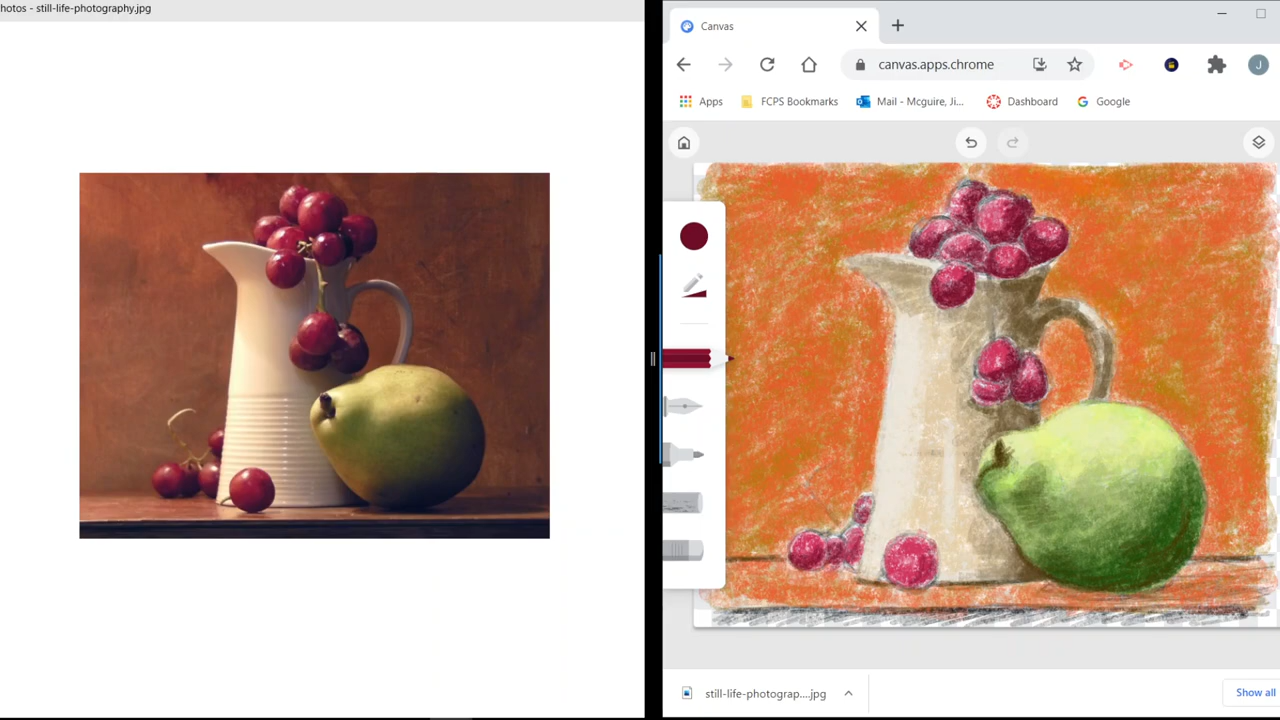 hotos - still-life-photography.jpg
Canvas
canvas.apps.chrome
J
Apps
FCPS Bookmarks
Mail - Mcguire, Ji...
Dashboard
Google
still-life-photograp....jpg
Show all